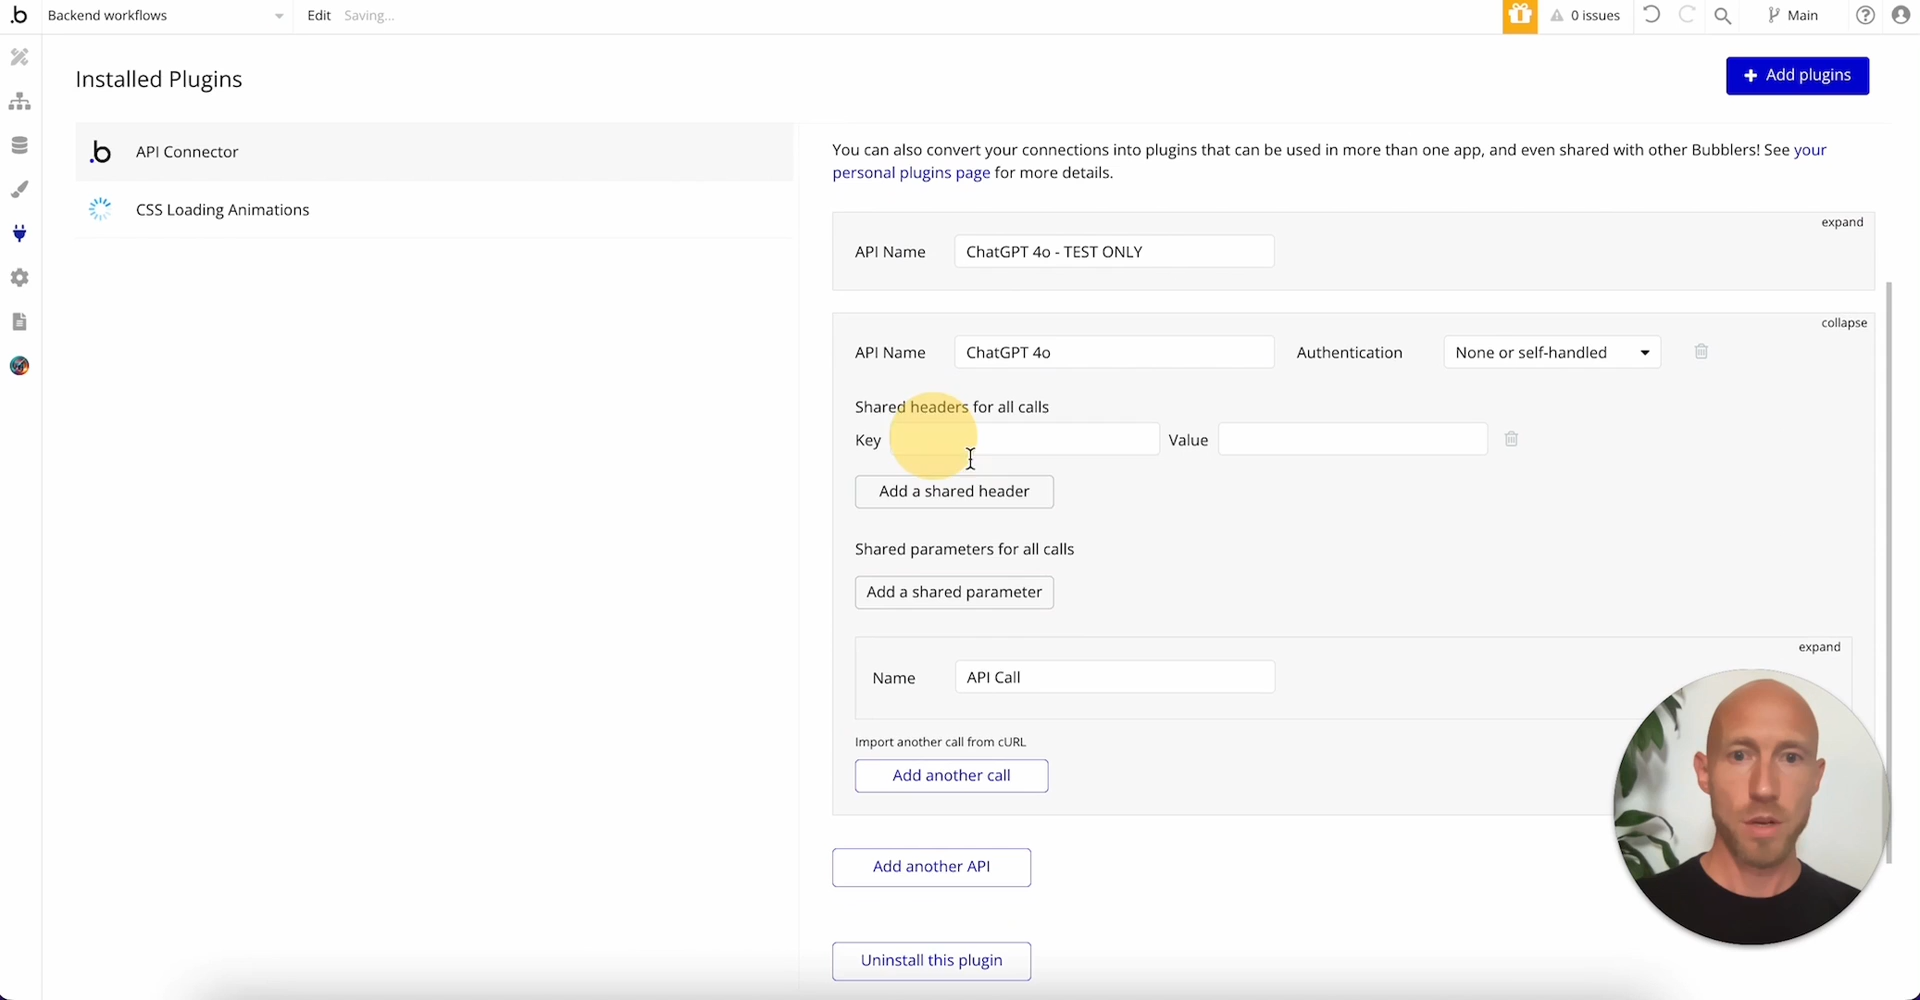 .b
Backend workflows
Edit
Saving...
0 issues
Main
Installed Plugins
+ Add plugins
.b
API Connector
CSS Loading Animations
You can also convert your connections into plugins that can be used in more than one app, and even shared with other Bubblers! See your
personal plugins page for more details.
expand
API Name
ChatGPT 4o - TEST ONLY
collapse
API Name
ChatGPT 4o
Authentication
None or self-handled
Shared headers for all calls
Key
Value
Add a shared header
Shared parameters for all calls
Add a shared parameter
expand
Name
API Call
Import another call from cURL
Add another call
Add another API
Uninstall this plugin